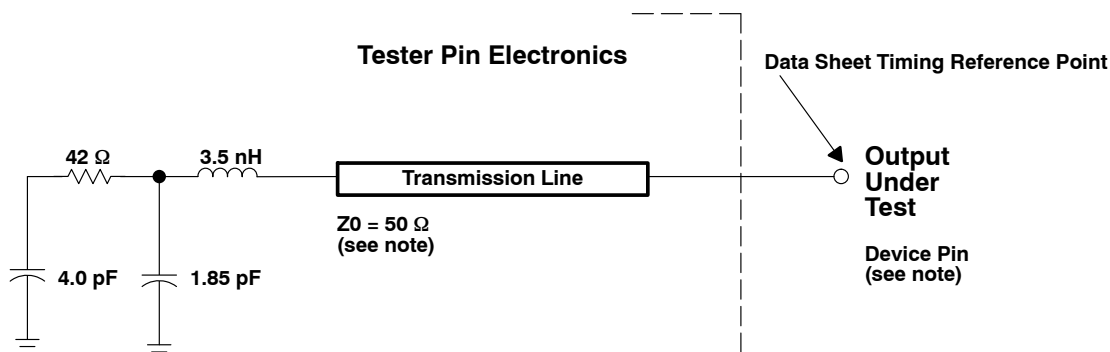 Tester Pin Electronics
Data Sheet Timing Reference Point
42 Ω
3.5 nH
Transmission Line
Output
Under
Test
Z0 = 50 Ω
(see note)
Device Pin
(see note)
4.0 pF
1.85 pF